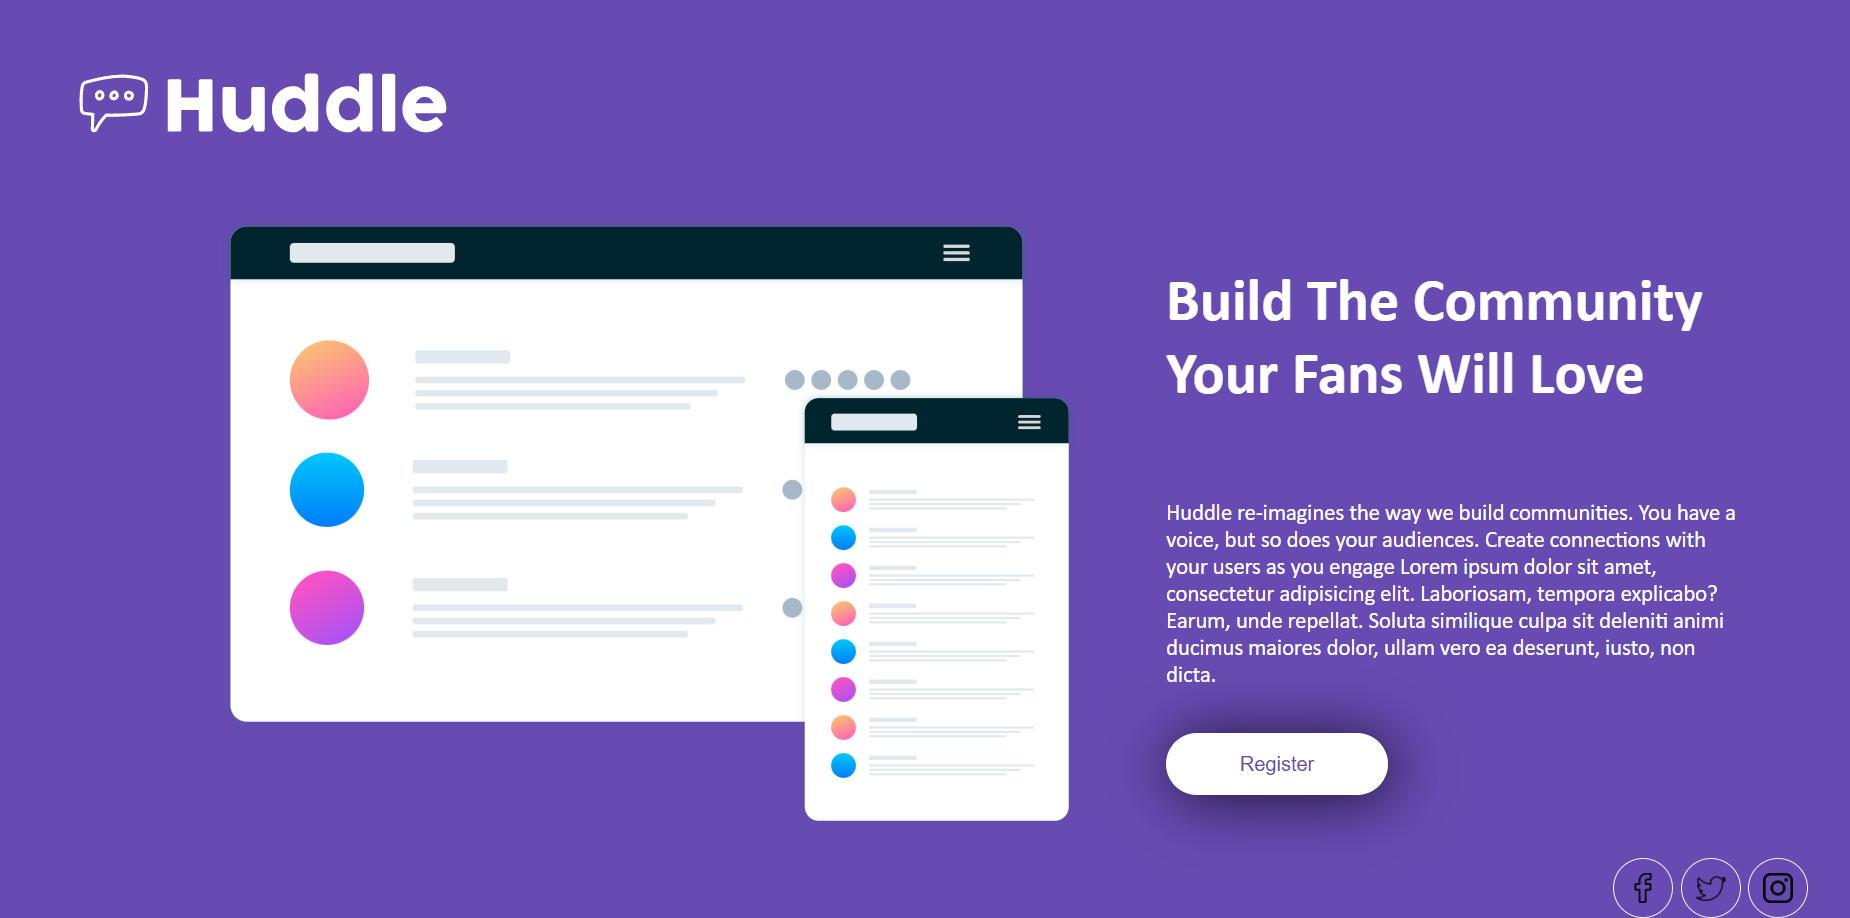 Huddle
Build The Community
Your Fans Will Love
Huddle re-imagines the way we build communities. You have a
voice, but so does your audiences. Create connections with
your users as you engage Lorem ipsum dolor sit amet,
consectetur adipisicing elit. Laboriosam, tempora explicabo?
Earum, unde repellat. Soluta similique culpa sit deleniti animi
ducimus maiores dolor, ullam vero ea deserunt, iusto, non
dicta.
Register